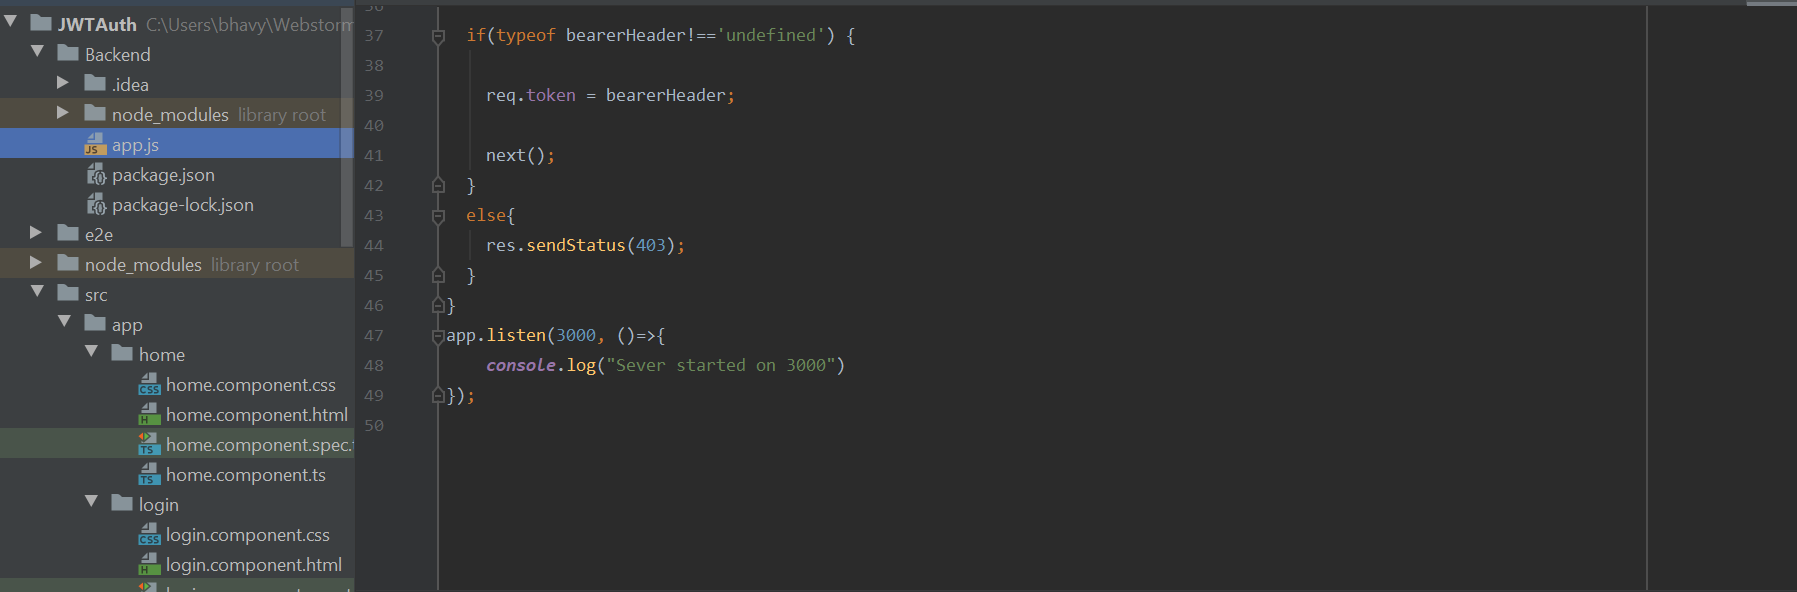 JWTAuth C:\Users\bhavy\Webstorm
Backend
.idea
node_modules library root
app.js
package.json
package-lock.json
e2e
node_modules library root
src
app
home
home.component.css
home.component.html
home.component.spec.
home.component.ts
login
login.component.css
login.component.html
36
37 if(typeof bearerHeader!=='undefined') {
38
39 req.token = bearerHeader;
40
41 next();
42 }
43 else{
44 res.sendStatus(403);
45 }
46 }
47 app.listen(3000, ()=>{
48 console.log("Sever started on 3000")
49 });
50